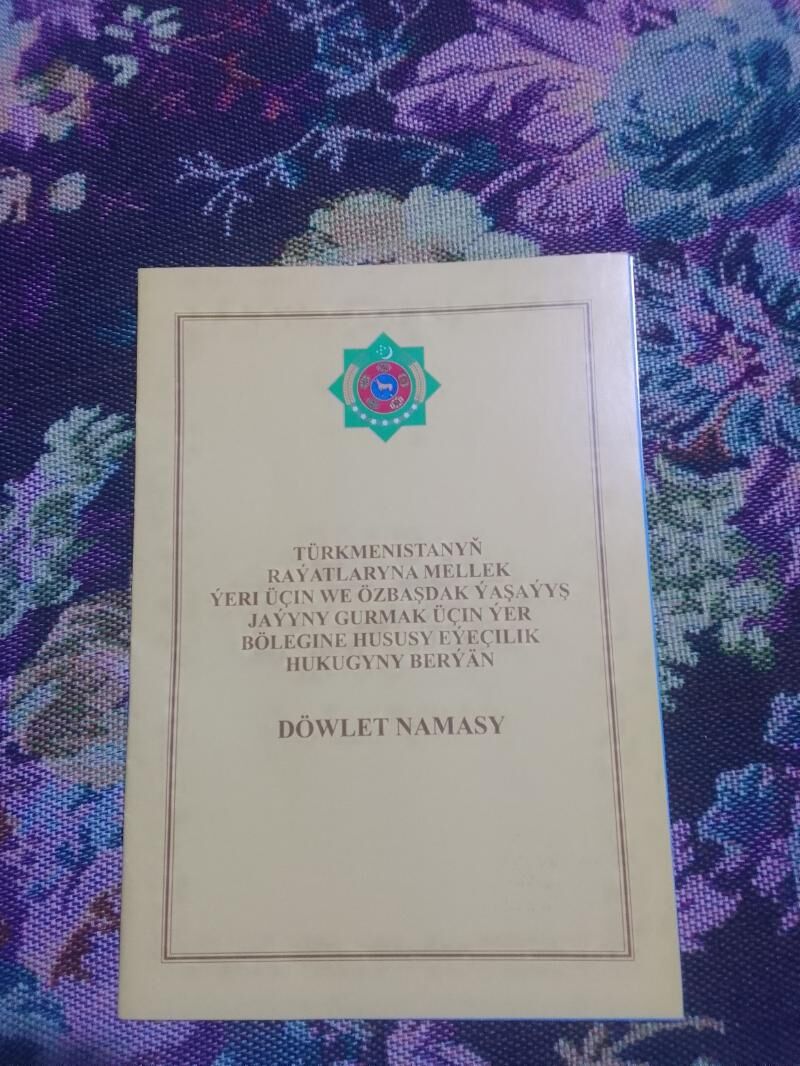 TÜRKMENISTANYŇ
RAÝATLARYNA MELLEK
ÝERI ÜÇIN WE ÖZBAŞDAK ÝAŞAÝYŞ
JAÝYNY GURMAK ÜÇIN ÝER
BÖLEGINE HUSUSY EÝEÇILIK
HUKUGYNY BERÝÄN
DÖWLET NAMASY